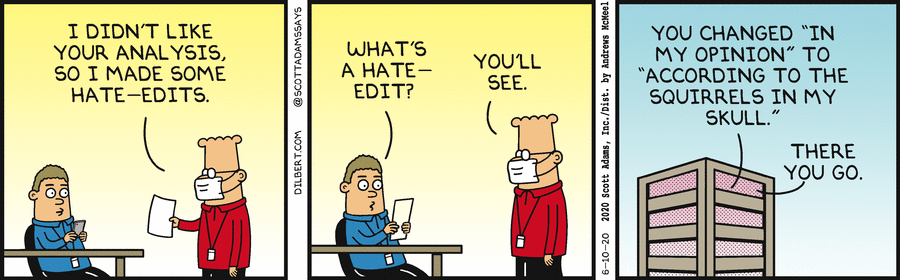 I DIDN'T LIKE
YOUR ANALYSIS,
SO I MADE SOME
HATE-EDITS.
DILBERT.COM @SCOTTADAMSSAYS
WHAT'S
A HATE-
EDIT?
YOU'LL
SEE.
6-10-20 2020 Scott Adams, Inc./Dist. by Andrews McMeel
YOU CHANGED "IN
MY OPINION" TO
"ACCORDING TO THE
SQUIRRELS IN MY
SKULL."
THERE
YOU GO.